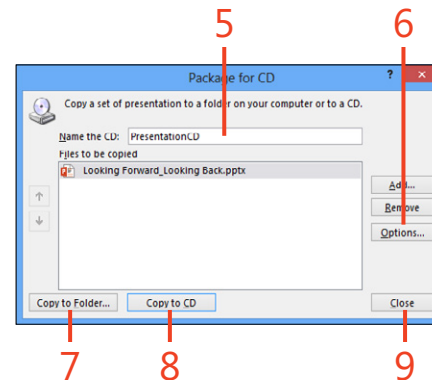 5 6
Package for CD ? ×
Copy a set of presentation to a folder on your computer or to a CD.
Name the CD: PresentationCD
Files to be copied
Looking Forward_Looking Back.pptx
Add...
Remove
Options...
Copy to Folder... Copy to CD Close
7 8 9